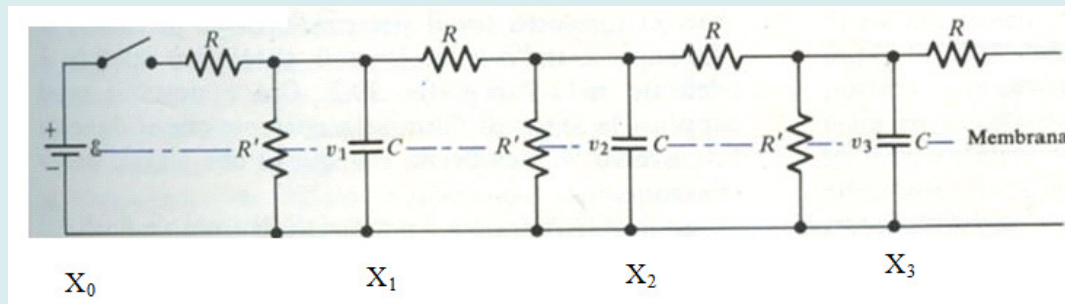 R R R R
+
ℰ R' v₁ C R' v₂ C R' v₃ C Membrana
−
X₀ X₁ X₂ X₃